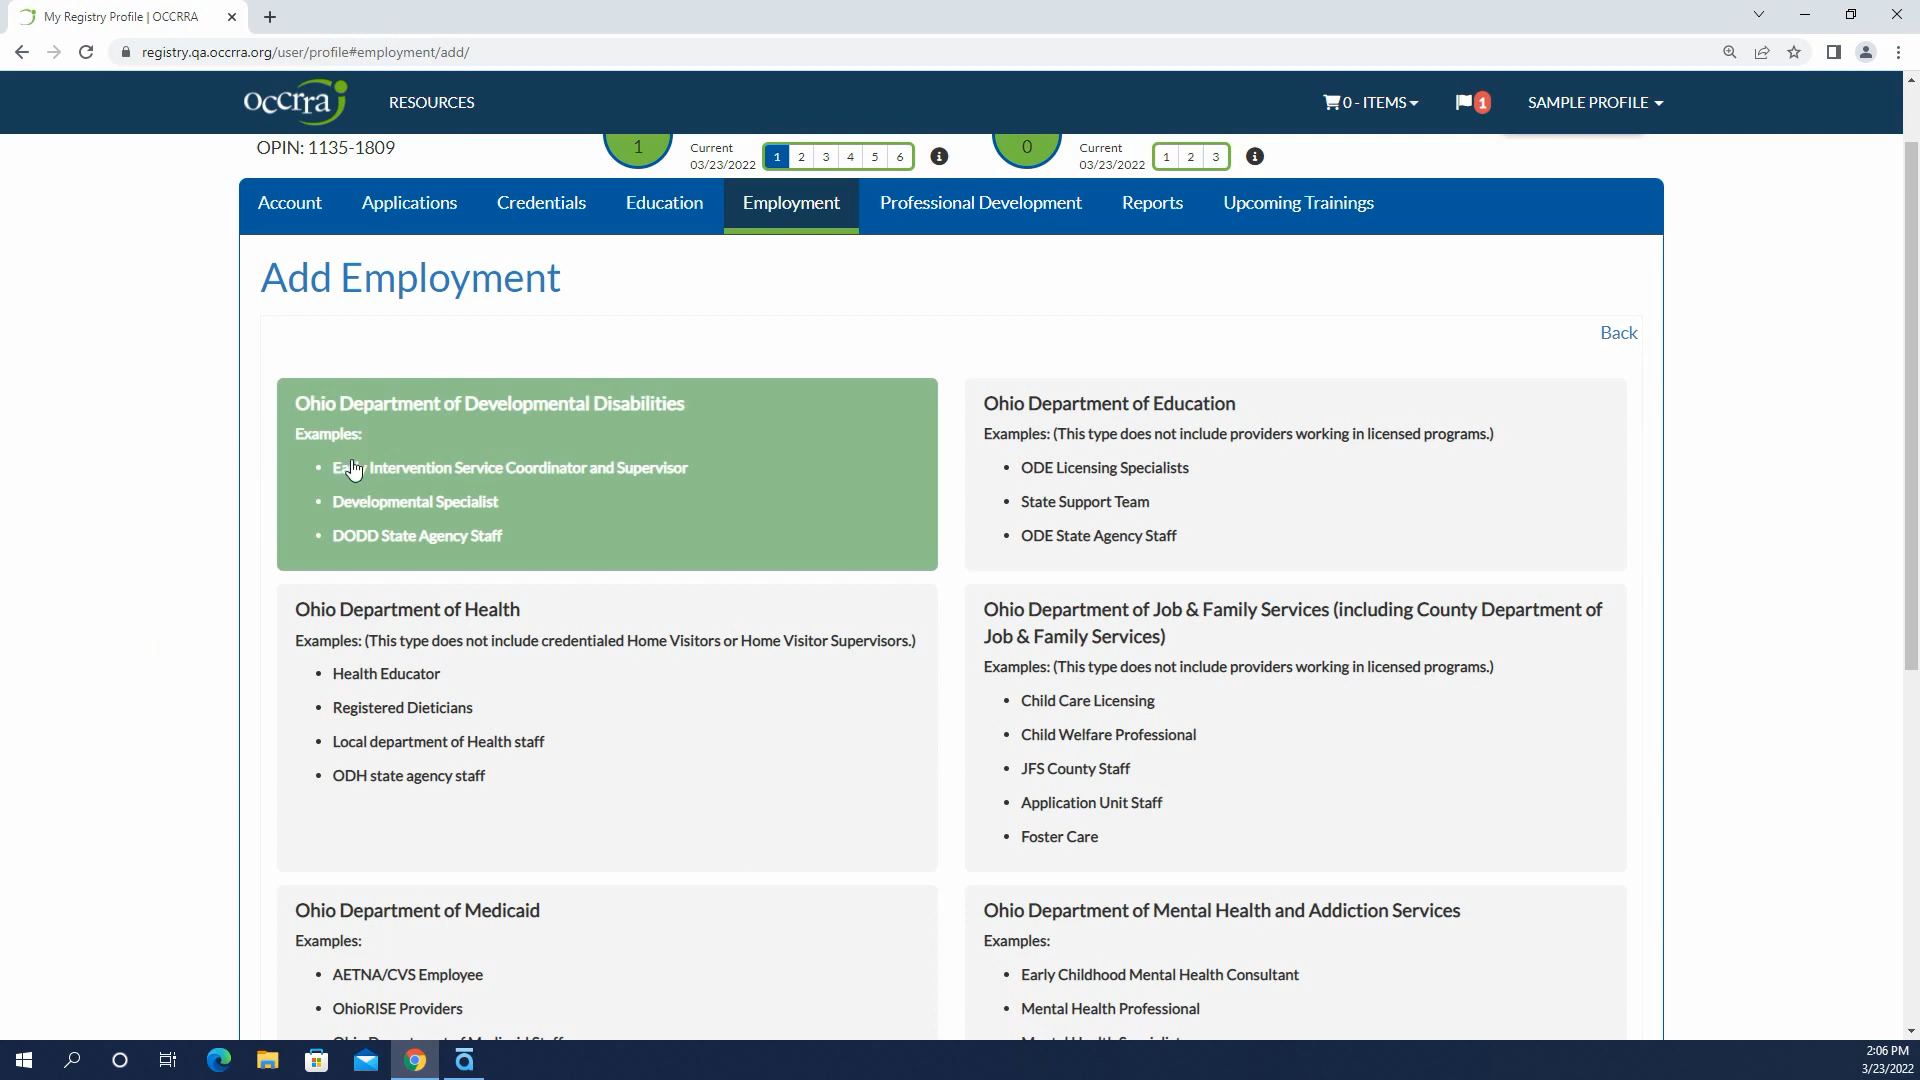 My Registry Profile | OCCRRA
registry.qa.occrra.org/user/profile#employment/add/
occrra
RESOURCES
0 - ITEMS
1
SAMPLE PROFILE
OPIN: 1135-1809
1
Current
03/23/2022
1 2 3 4 5 6
0
Current
03/23/2022
1 2 3
Account
Applications
Credentials
Education
Employment
Professional Development
Reports
Upcoming Trainings
Add Employment
Back
Ohio Department of Developmental Disabilities
Examples:
• Early Intervention Service Coordinator and Supervisor
• Developmental Specialist
• DODD State Agency Staff
Ohio Department of Education
Examples: (This type does not include providers working in licensed programs.)
• ODE Licensing Specialists
• State Support Team
• ODE State Agency Staff
Ohio Department of Health
Examples: (This type does not include credentialed Home Visitors or Home Visitor Supervisors.)
• Health Educator
• Registered Dieticians
• Local department of Health staff
• ODH state agency staff
Ohio Department of Job & Family Services (including County Department of
Job & Family Services)
Examples: (This type does not include providers working in licensed programs.)
• Child Care Licensing
• Child Welfare Professional
• JFS County Staff
• Application Unit Staff
• Foster Care
Ohio Department of Medicaid
Examples:
• AETNA/CVS Employee
• OhioRISE Providers
Ohio Department of Mental Health and Addiction Services
Examples:
• Early Childhood Mental Health Consultant
• Mental Health Professional
2:06 PM
3/23/2022